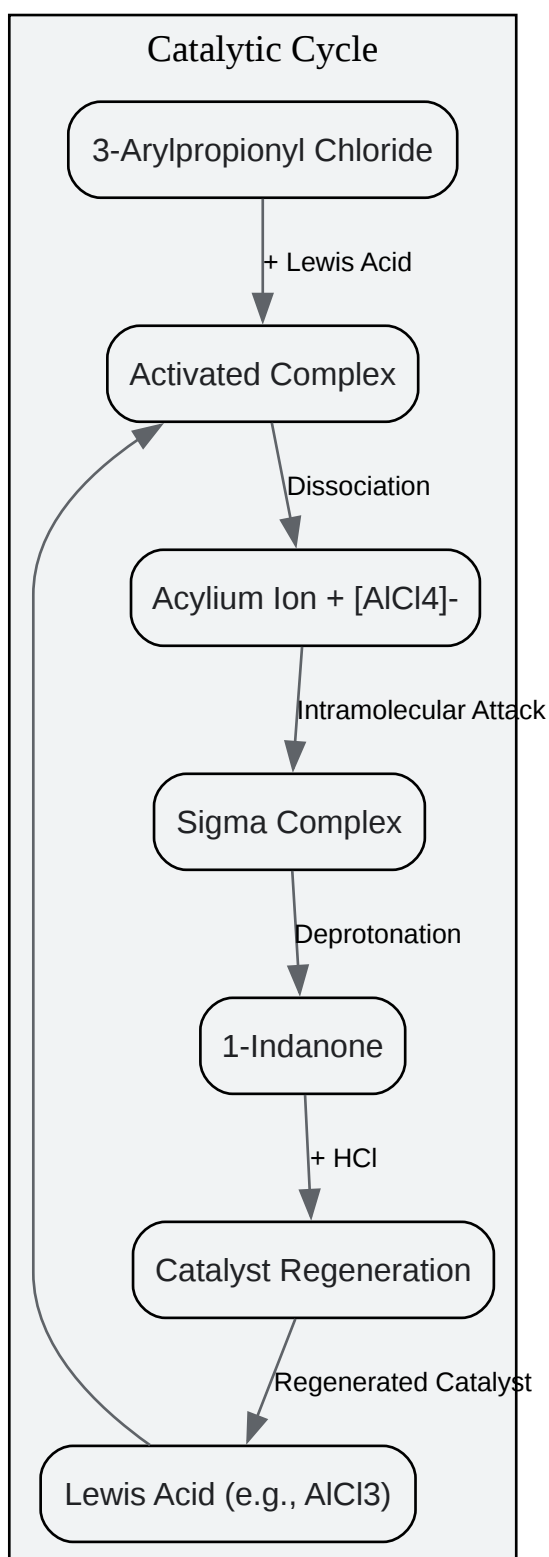 Catalytic Cycle
3-Arylpropionyl Chloride
+ Lewis Acid
Activated Complex
Dissociation
Acylium Ion + [AlCl4]-
Intramolecular Attack
Sigma Complex
Deprotonation
1-Indanone
+ HCl
Catalyst Regeneration
Regenerated Catalyst
Lewis Acid (e.g., AlCl3)